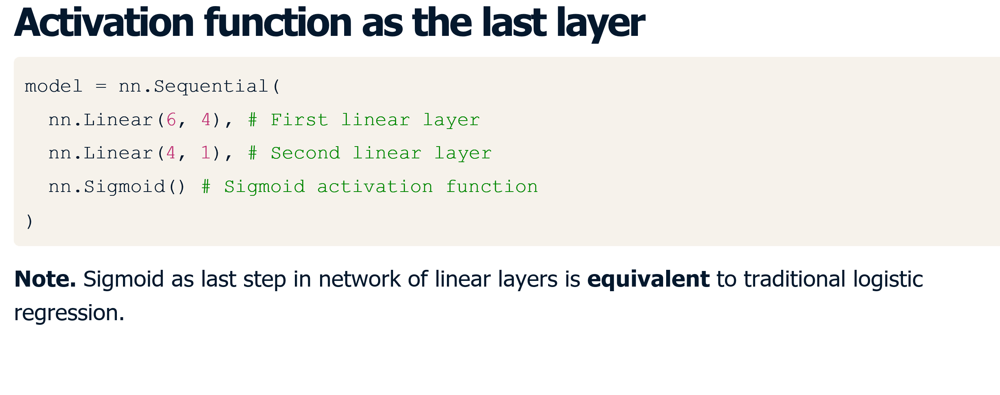 Activation function as the last layer
model = nn.Sequential(
  nn.Linear(6, 4), # First linear layer
  nn.Linear(4, 1), # Second linear layer
  nn.Sigmoid() # Sigmoid activation function
)
Note. Sigmoid as last step in network of linear layers is equivalent to traditional logistic
regression.